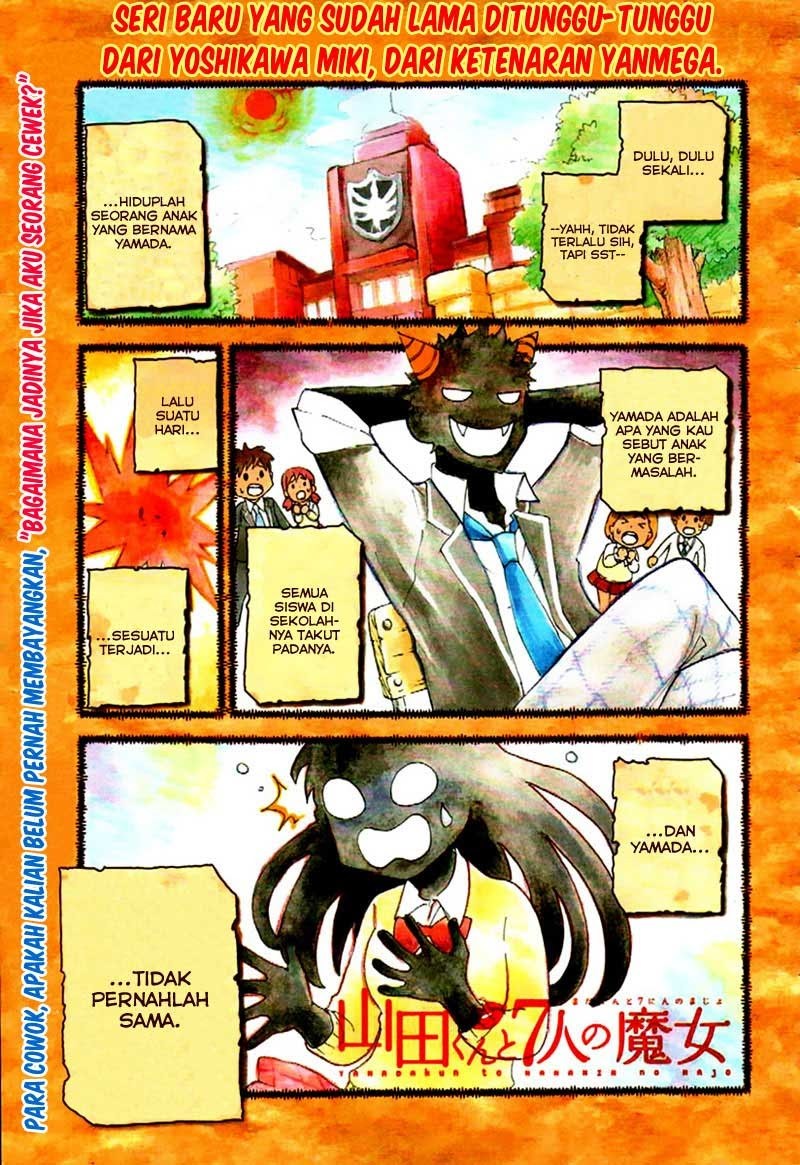 SERI BARU YANG SUDAH LAMA DITUNGGU-TUNGGU
DARI YOSHIKAWA MIKI, DARI KETENARAN YANMEGA.
PARA COWOK, APAKAH KALIAN BELUM PERNAH MEMBAYANGKAN, "BAGAIMANA JADINYA JIKA AKU SEORANG CEWEK?"
DULU, DULU
SEKALI...
--YAHH, TIDAK
TERLALU SIH,
TAPI SST--
...HIDUPLAH
SEORANG ANAK
YANG BERNAMA
YAMADA.
YAMADA ADALAH
APA YANG KAU
SEBUT ANAK
YANG BER-
MASALAH.
SEMUA
SISWA DI
SEKOLAH-
NYA TAKUT
PADANYA.
LALU
SUATU
HARI...
...SESUATU
TERJADI...
...DAN
YAMADA...
...TIDAK
PERNAHLAH
SAMA.
山田くんと7人の魔女